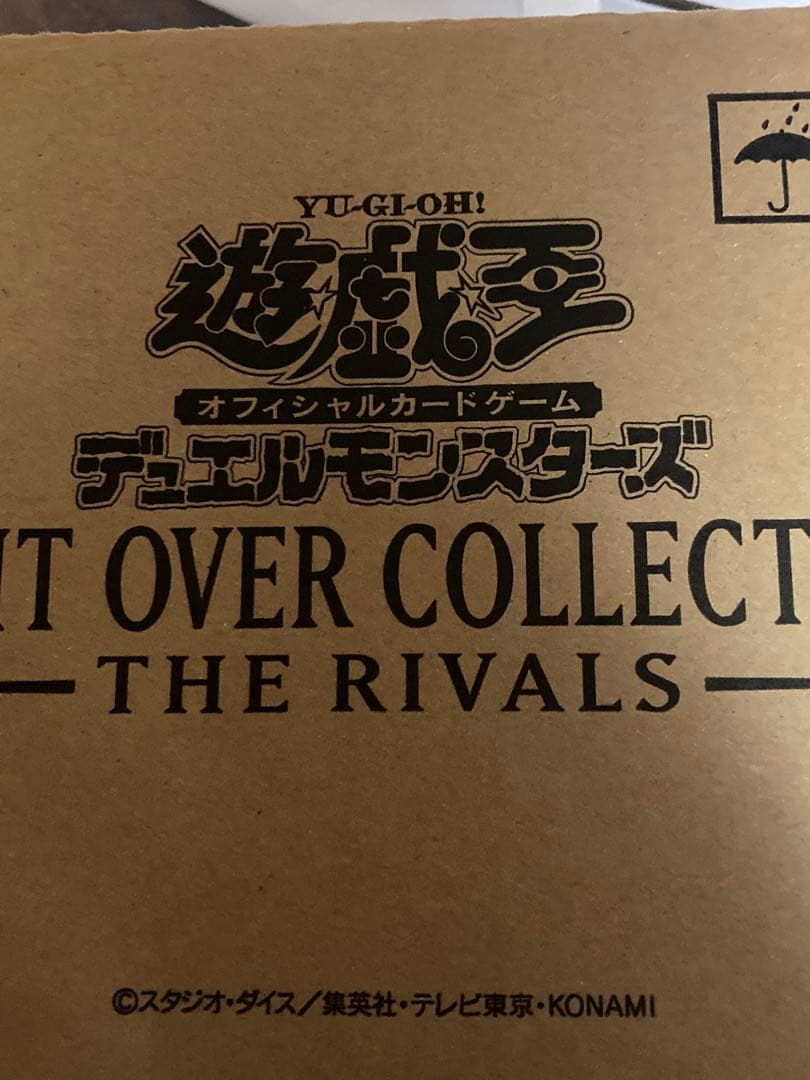 YU-GI-OH!
遊戯王
オフィシャルカードゲーム
デュエルモンスターズ
OVER
THE RIVALS
©スタジオ・ダイス/集英社・テレビ東京・KONAMI